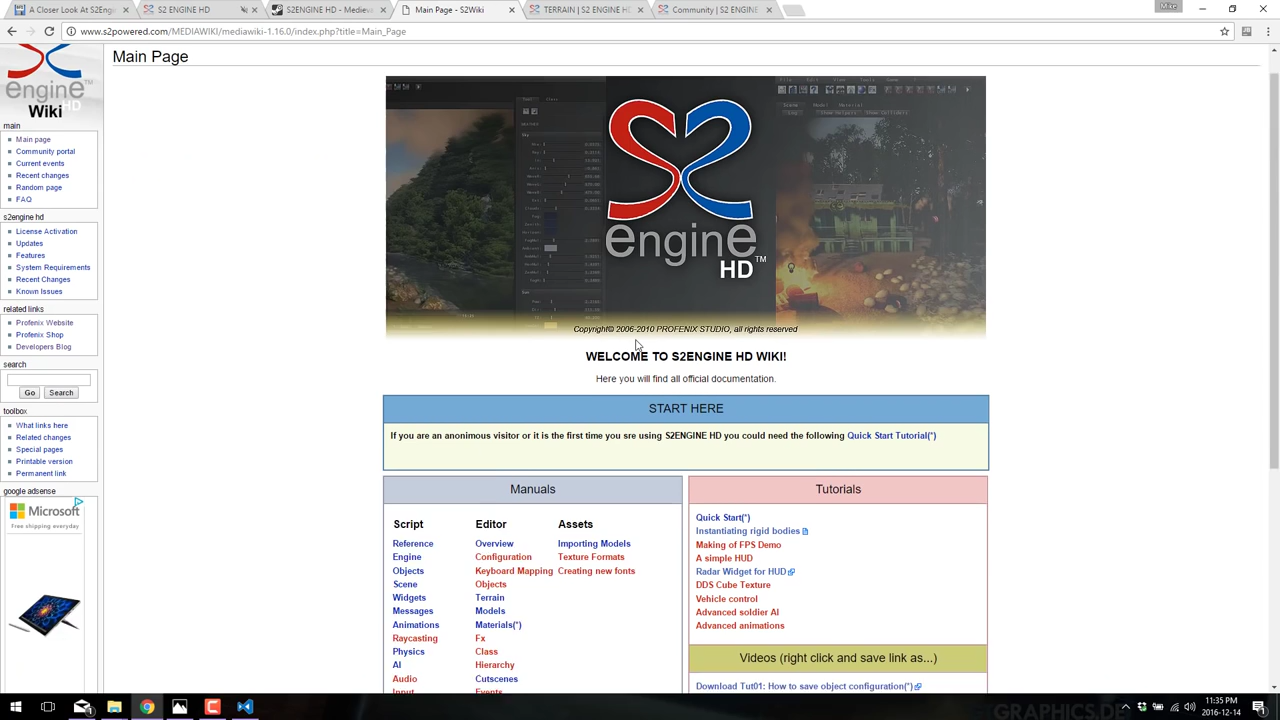 A Closer Look At S2Eng
S2 ENGINE HD
S2ENGINE HD - Mediev
Main Page - S2Wiki
TERRAIN | S2 ENGINE HD
Community | S2 ENGINE
Mike
www.s2powered.com/MEDIAWIKI/mediawiki-1.16.0/index.php?title=Main_Page
engine™
HD
Wiki
main
Main page
Community portal
Current events
Recent changes
Random page
FAQ
s2engine hd
License Activation
Updates
Features
System Requirements
Recent Changes
Known Issues
related links
Profenix Website
Profenix Shop
Developers Blog
search
Go
Search
toolbox
What links here
Related changes
Special pages
Printable version
Permanent link
google adsense
Microsoft
Free shipping everyday
Main Page
S2
engine
HD™
Copyright© 2006-2010 PROFENIX STUDIO, all rights reserved
WELCOME TO S2ENGINE HD WIKI!
Here you will find all official documentation.
START HERE
If you are an anonimous visitor or it is the first time you sre using S2ENGINE HD you could need the following Quick Start Tutorial(*)
Manuals
Script
Reference
Engine
Objects
Scene
Widgets
Messages
Animations
Raycasting
Physics
AI
Audio
Input
Editor
Overview
Configuration
Keyboard Mapping
Objects
Terrain
Models
Materials(*)
Fx
Class
Hierarchy
Cutscenes
Events
Assets
Importing Models
Texture Formats
Creating new fonts
Tutorials
Quick Start(*)
Instantiating rigid bodies
Making of FPS Demo
A simple HUD
Radar Widget for HUD
DDS Cube Texture
Vehicle control
Advanced soldier AI
Advanced animations
Videos (right click and save link as...)
Download Tut01: How to save object configuration(*)
11:35 PM
2016-12-14